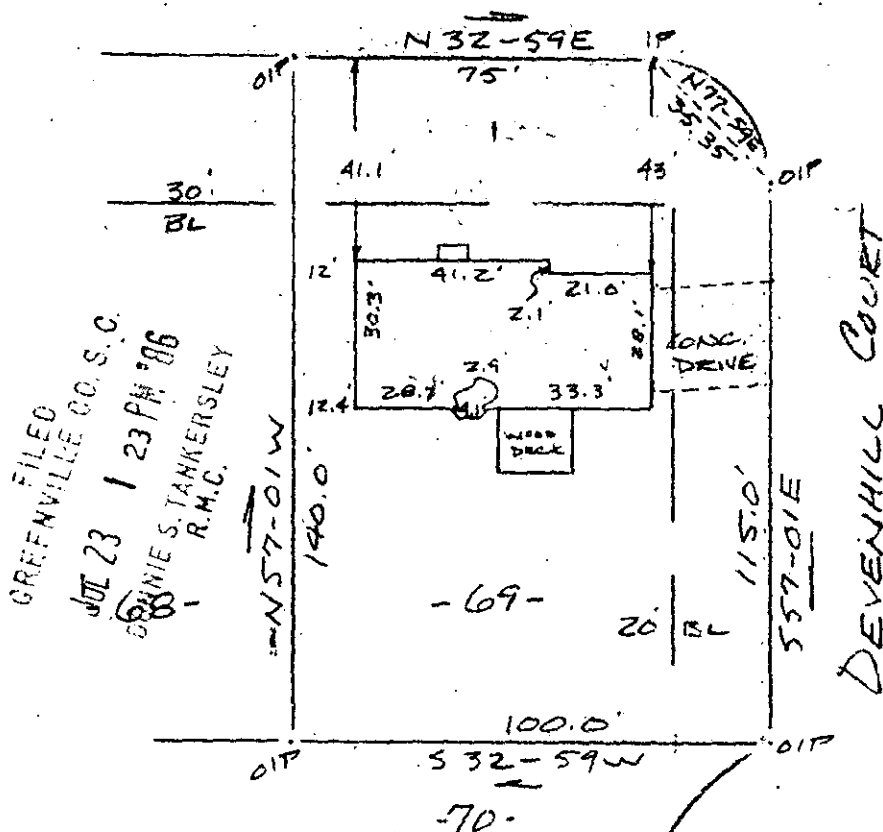 N 32-59E
75'
OIP
IP
N77-59E
35.35'
OIP
41.1'
43'
30'
BL
12'
41.2'
2.1'
21.0'
30.3'
28.1'
CONC.
DRIVE
2.9
33.3'
12.4'
WOOD
DECK
FILED
GREENVILLE CO. S. C.
JUL 23 1 23 PM '86
DONNIE S. TANKERSLEY
R.M.C.
-68-
N57-01W
140.0'
-69-
20' BL
115.0'
S57-01E
DEVENHILL COURT
100.0'
OIP
S 32-59W
OIP
-70-